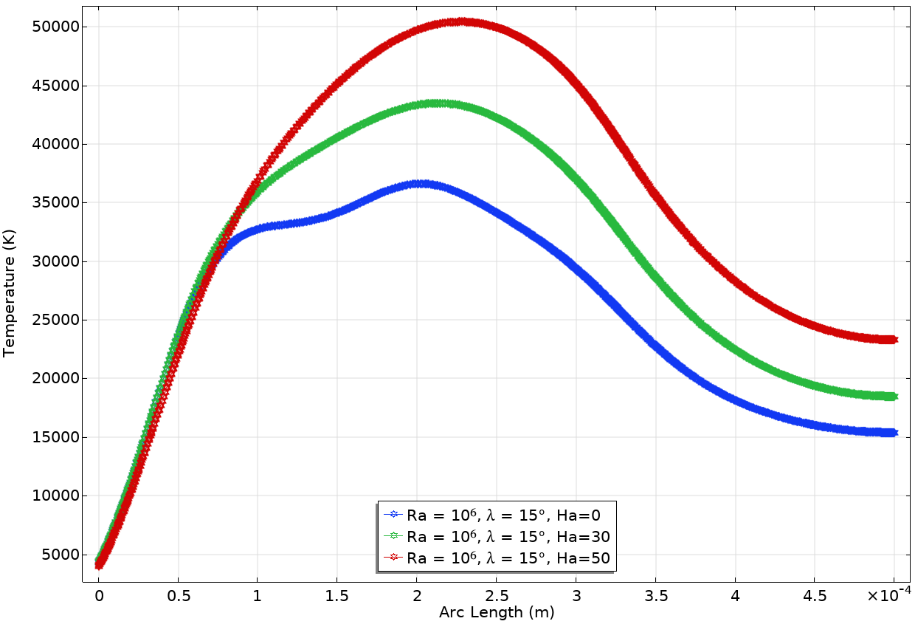 50000
45000
40000
35000
30000
25000
20000
15000
10000
5000
Temperature (K)
Ra = 10⁶, λ = 15°, Ha=0
Ra = 10⁶, λ = 15°, Ha=30
Ra = 10⁶, λ = 15°, Ha=50
0 0.5 1 1.5 2 2.5 3 3.5 4 4.5 ×10⁻⁴
Arc Length (m)